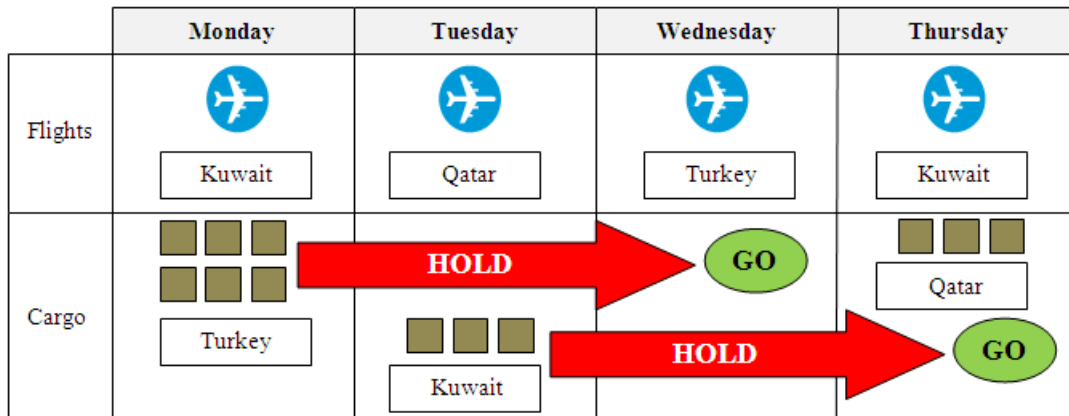 Monday Tuesday Wednesday Thursday
Flights
Kuwait Qatar Turkey Kuwait
Cargo
HOLD GO
Qatar
Turkey
HOLD GO
Kuwait